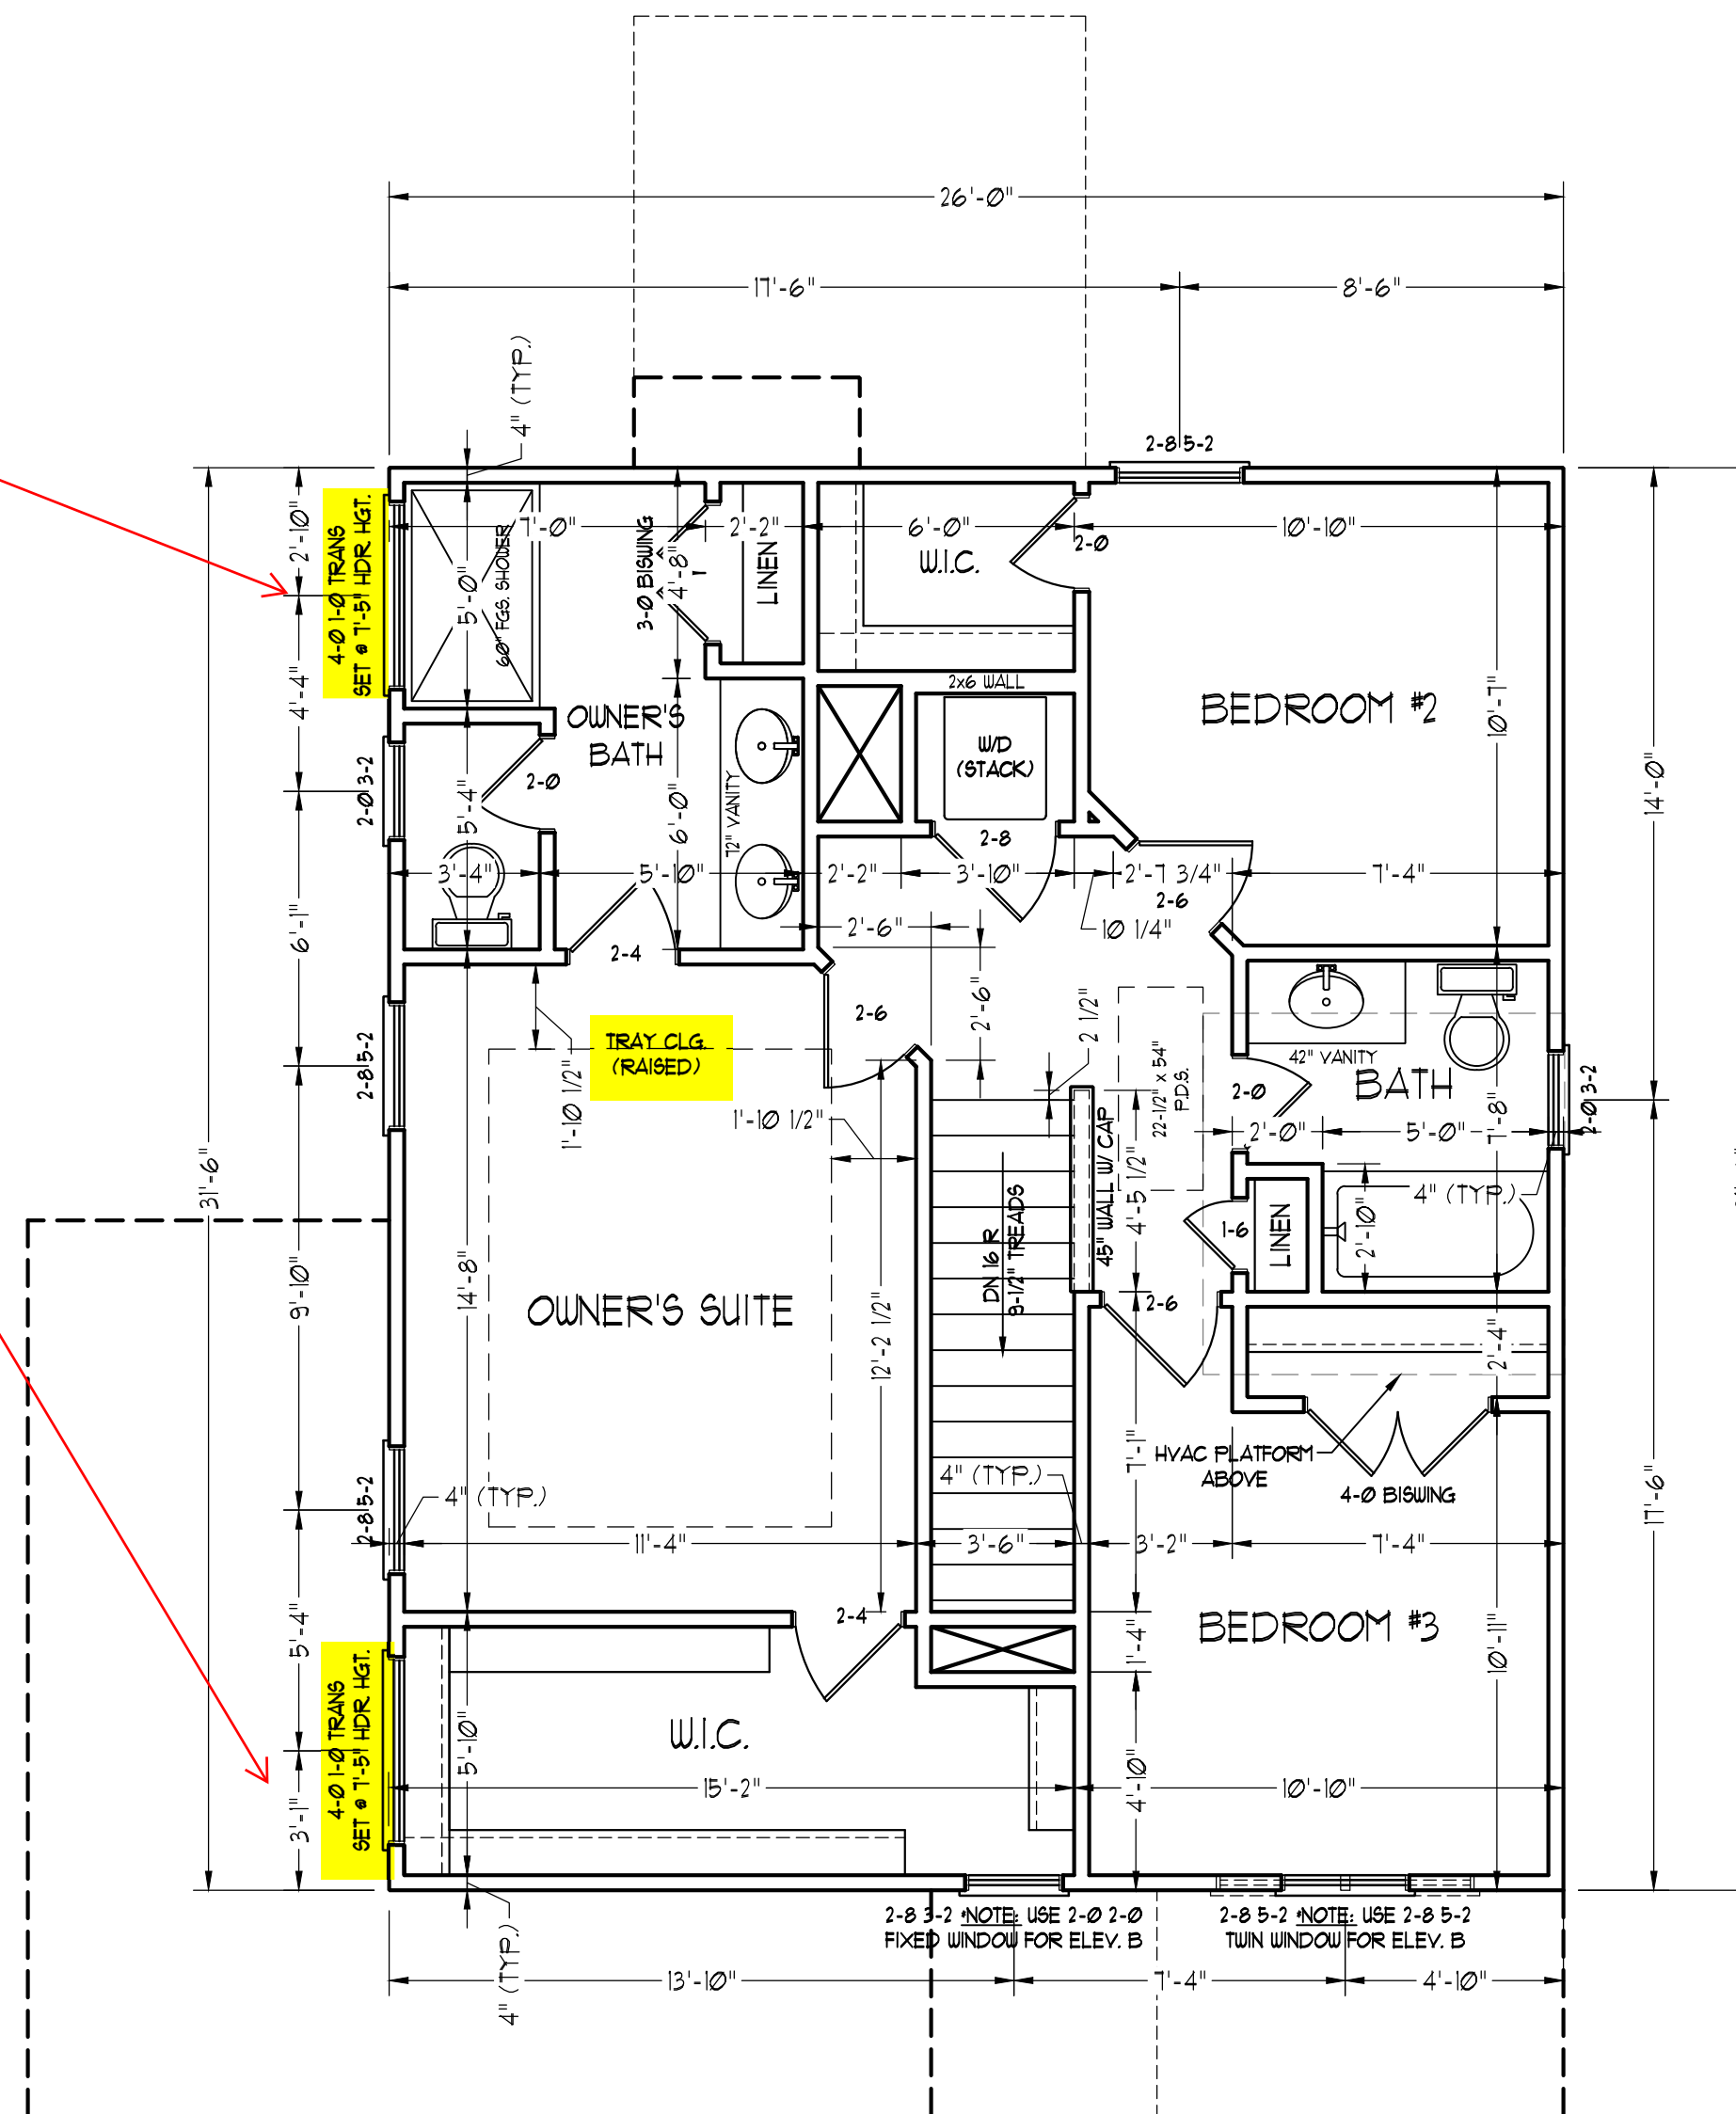 26'-0"
17'-6"
8'-6"
4" (TYP.)
2-8 5-2
2'-10"
4-0 1-0 TRANS
SET @ 7'-5" HDR HGT.
7'-0"
5'-0"
60" FGS. SHOWER
3-0 BISWING
4'-8"
2'-2"
LINEN
6'-0"
W.I.C.
2-0
10'-10"
10'-7"
BEDROOM #2
4'-4"
OWNER'S
BATH
2x6 WALL
W/D
(STACK)
2-0 3-2
2-0
5'-4"
6'-0"
72" VANITY
2-8
14'-0"
3'-4"
5'-10"
2'-2"
3'-10"
2'-7 3/4"
7'-4"
2-6
6'-1"
2'-6"
10 1/4"
2-4
2'-6"
2-6
2 1/2"
22-1/2" x 54"
P.D.S.
42" VANITY
BATH
2-0
2-0 3-2
7'-8"
2-8 5-2
TRAY CLG.
(RAISED)
1'-10 1/2"
1'-10 1/2"
2'-0"
5'-0"
31'-6"
45" WALL W/ CAP
4'-5 1/2"
4" (TYP.)
2'-10"
1-6
LINEN
DN 16 R
9-1/2" TREADS
9'-10"
14'-8"
OWNER'S SUITE
12'-2 1/2"
2-6
2'-4"
7'-1"
HVAC PLATFORM
ABOVE
4-0 BISWING
2-8 5-2
4" (TYP.)
4" (TYP.)
17'-6"
11'-4"
3'-6"
3'-2"
7'-4"
5'-4"
2-4
1'-4"
BEDROOM #3
10'-11"
4-0 1-0 TRANS
SET @ 7'-5" HDR HGT.
W.I.C.
5'-10"
15'-2"
4'-10"
10'-10"
3'-1"
2-8 3-2 *NOTE: USE 2-0 2-0
FIXED WINDOW FOR ELEV. B
2-8 5-2 *NOTE: USE 2-8 5-2
TWIN WINDOW FOR ELEV. B
4" (TYP.)
13'-10"
7'-4"
4'-10"